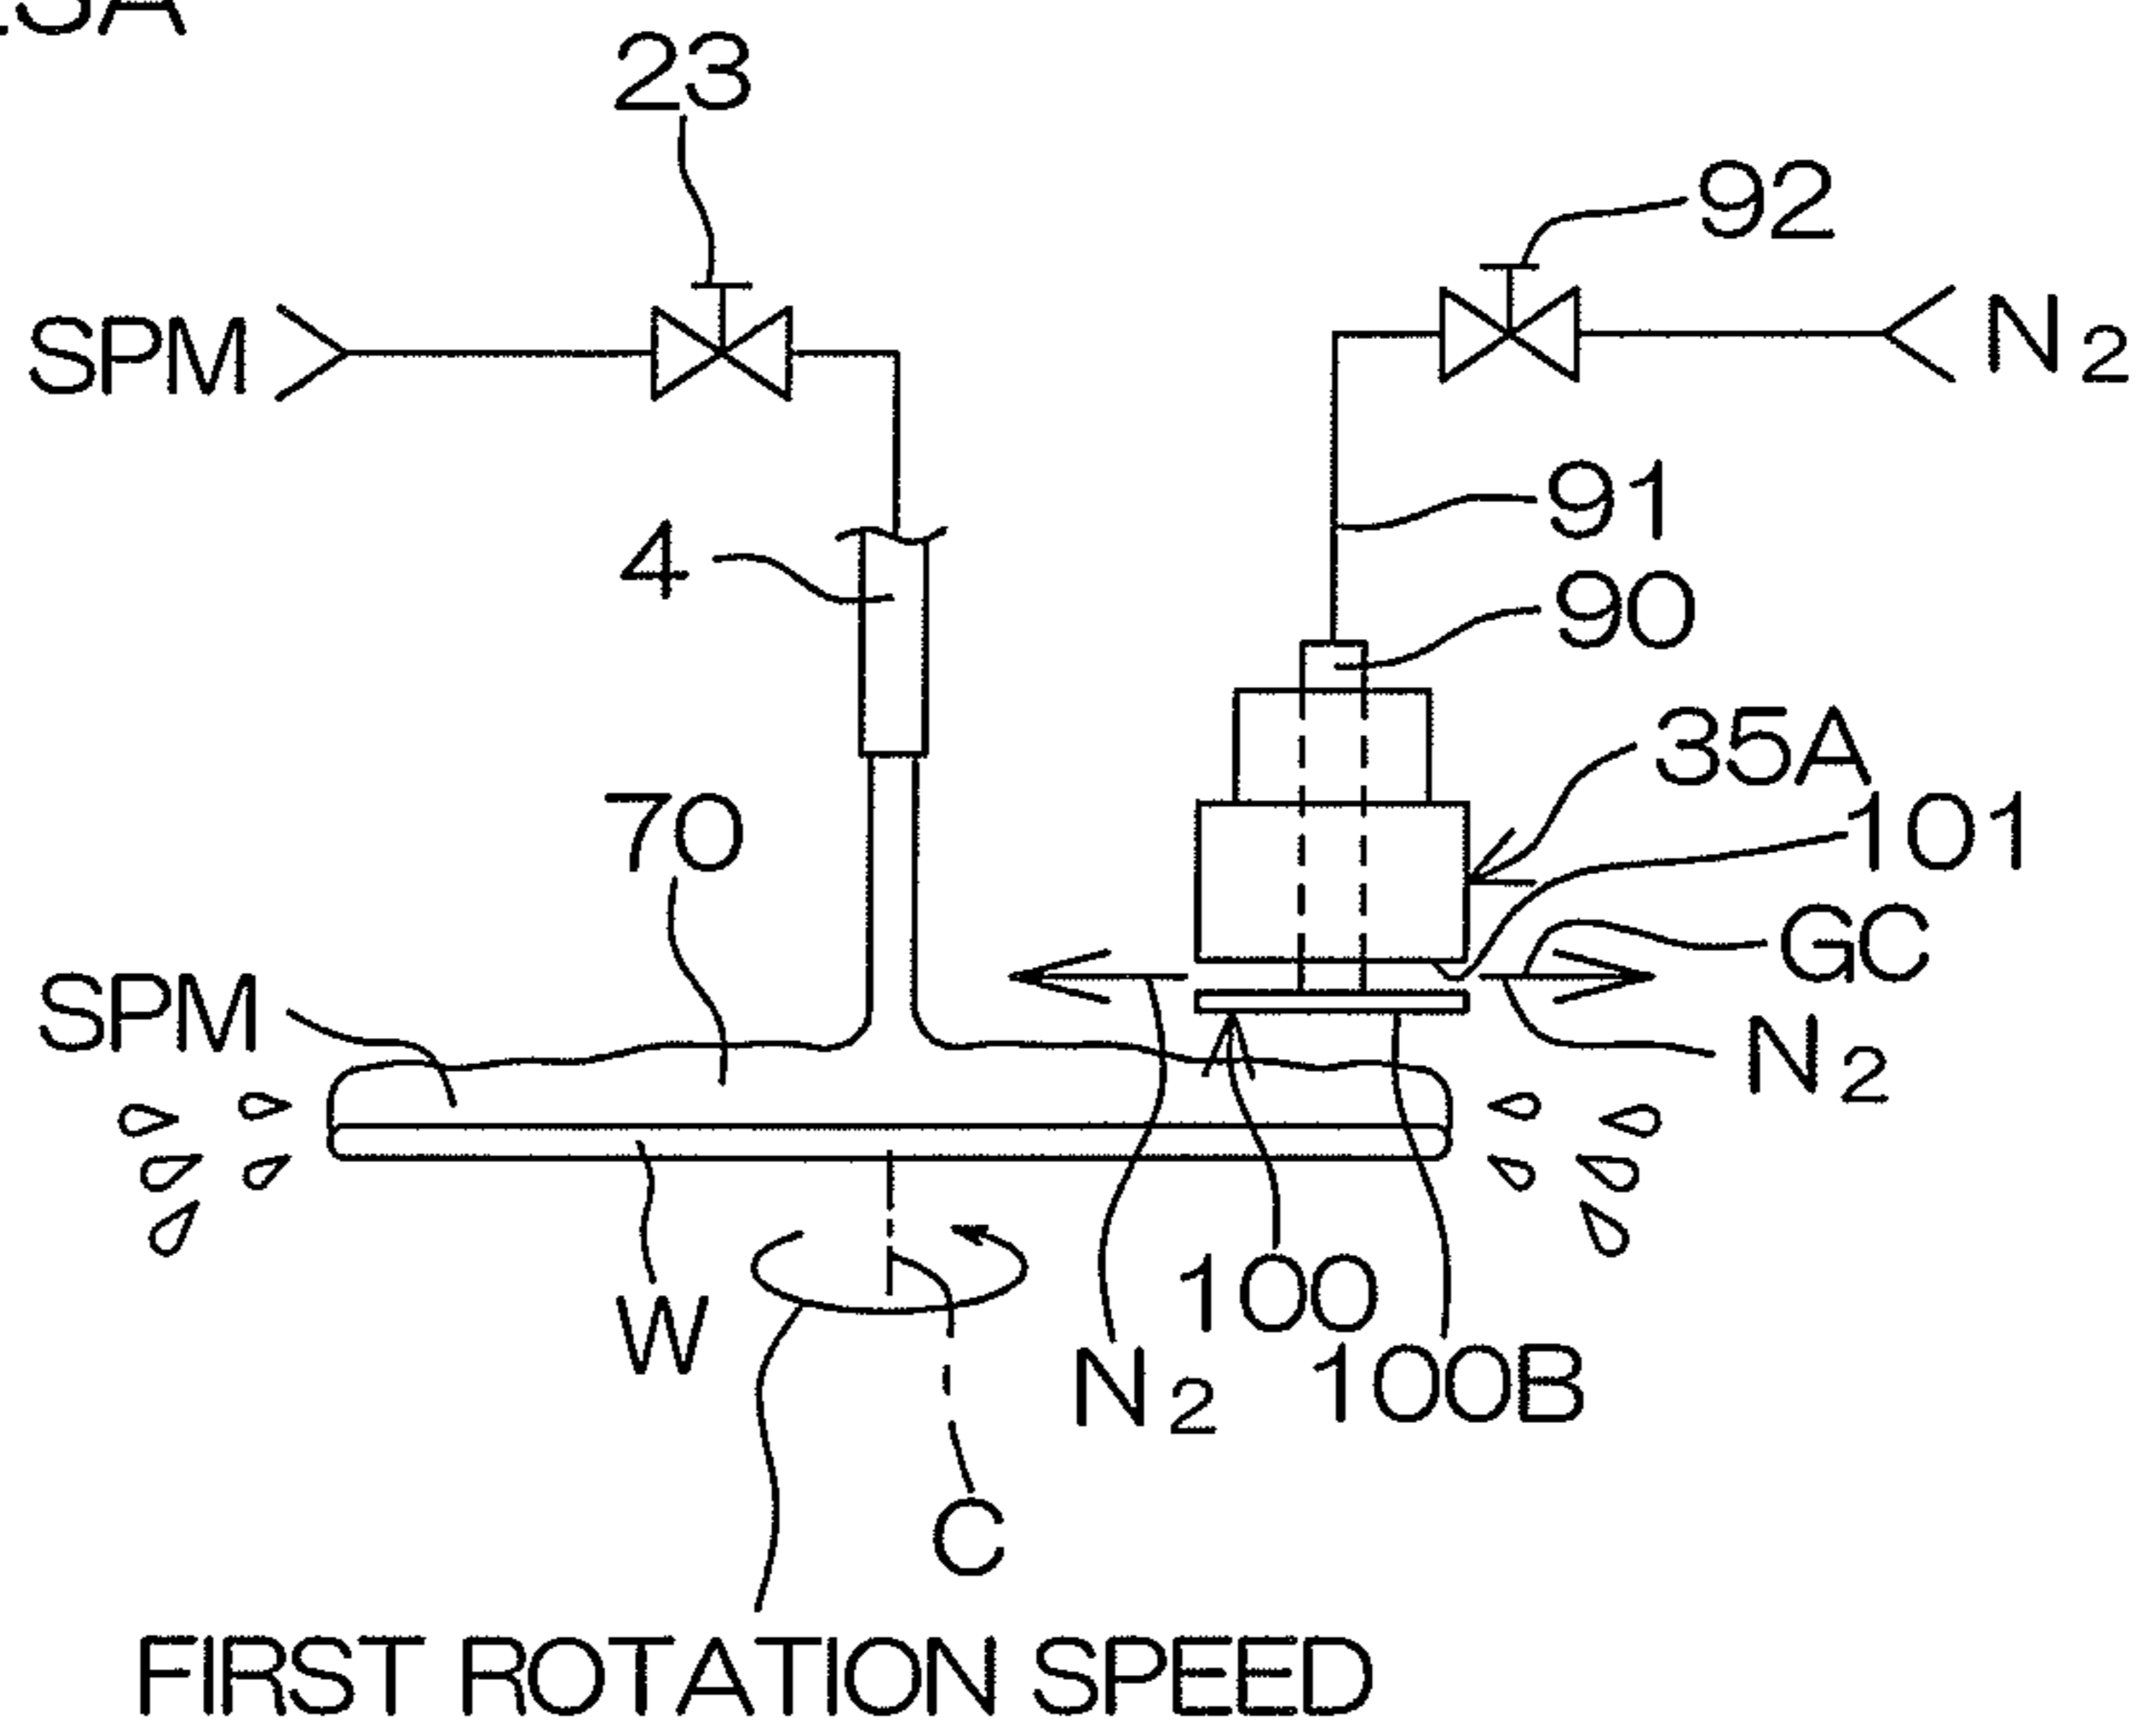 23
92
SPM
N2
91
4
90
35A
70
101
GC
SPM
N2
100
W
N2
100B
C
FIRST ROTATION SPEED